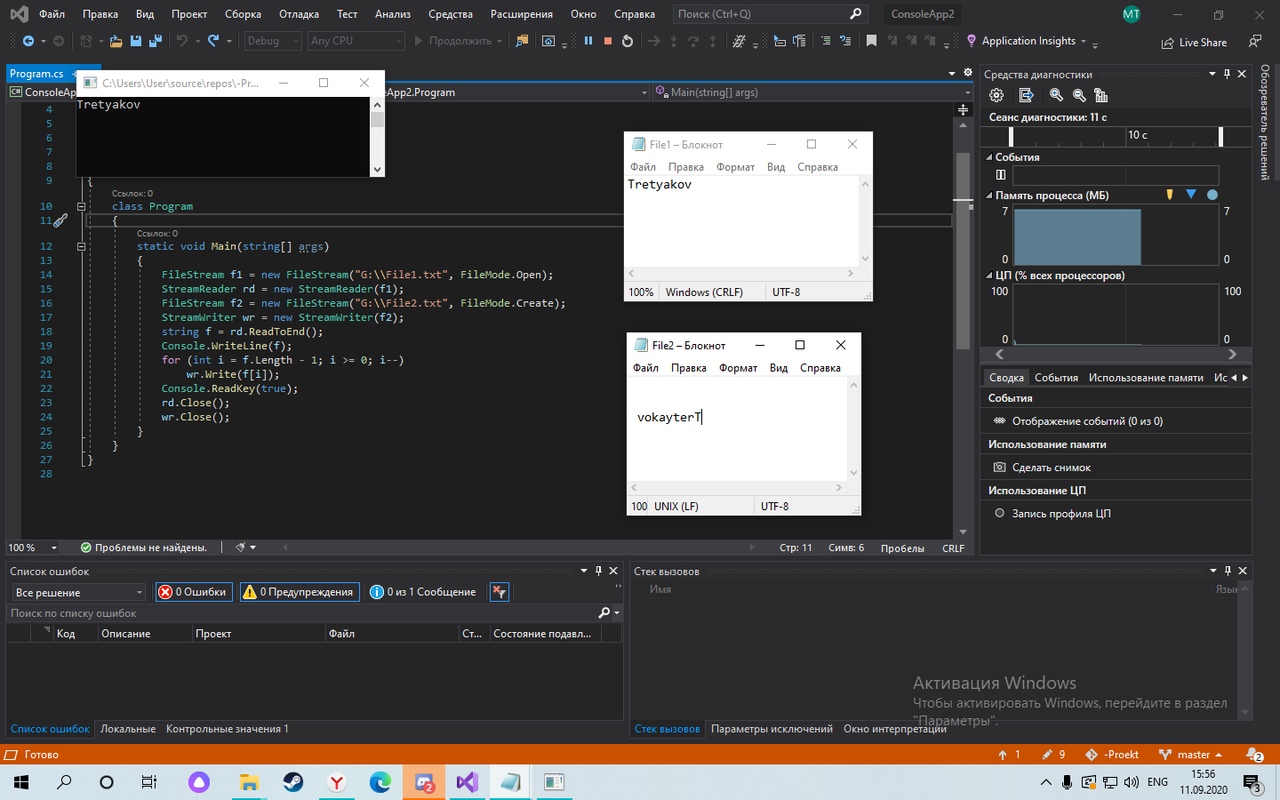 Файл Правка Вид Проект Сборка Отладка Тест Анализ Средства Расширения Окно Справка Поиск (Ctrl+Q) ConsoleApp2 MT
Debug Any CPU Продолжить Application Insights Live Share
Program.cs
C:\Users\User\source\repos\-Pr...
Tretyakov
ConsoleAp
eApp2.Program
Main(string[] args)
4
5
6
7
8
9 {
Ссылок: 0
10 class Program
11 {
Ссылок: 0
12 static void Main(string[] args)
13 {
14 FileStream f1 = new FileStream("G:\\File1.txt", FileMode.Open);
15 StreamReader rd = new StreamReader(f1);
16 FileStream f2 = new FileStream("G:\\File2.txt", FileMode.Create);
17 StreamWriter wr = new StreamWriter(f2);
18 string f = rd.ReadToEnd();
19 Console.WriteLine(f);
20 for (int i = f.Length - 1; i >= 0; i--)
21 wr.Write(f[i]);
22 Console.ReadKey(true);
23 rd.Close();
24 wr.Close();
25 }
26 }
27 }
28
File1 – Блокнот
Файл Правка Формат Вид Справка
Tretyakov
100% Windows (CRLF) UTF-8
File2 – Блокнот
Файл Правка Формат Вид Справка
vokayterT
100 UNIX (LF) UTF-8
100 % Проблемы не найдены. Стр: 11 Симв: 6 Пробелы CRLF
Средства диагностики
Сеанс диагностики: 11 с
10 с
События
Память процесса (МБ)
7 7
0 0
ЦП (% всех процессоров)
100 100
0 0
Сводка События Использование памяти Ис
События
Отображение событий (0 из 0)
Использование памяти
Сделать снимок
Использование ЦП
Запись профиля ЦП
Обозреватель решений
Список ошибок
Все решение 0 Ошибки 0 Предупреждения 0 из 1 Сообщение
Поиск по списку ошибок
Код Описание Проект Файл Ст... Состояние подавл...
Список ошибок Локальные Контрольные значения 1
Стек вызовов
Имя Язык
Стек вызовов Параметры исключений Окно интерпретации
Активация Windows
Чтобы активировать Windows, перейдите в раздел
"Параметры".
Готово 1 9 -Proekt master 2
2 ENG 15:56
11.09.2020 3